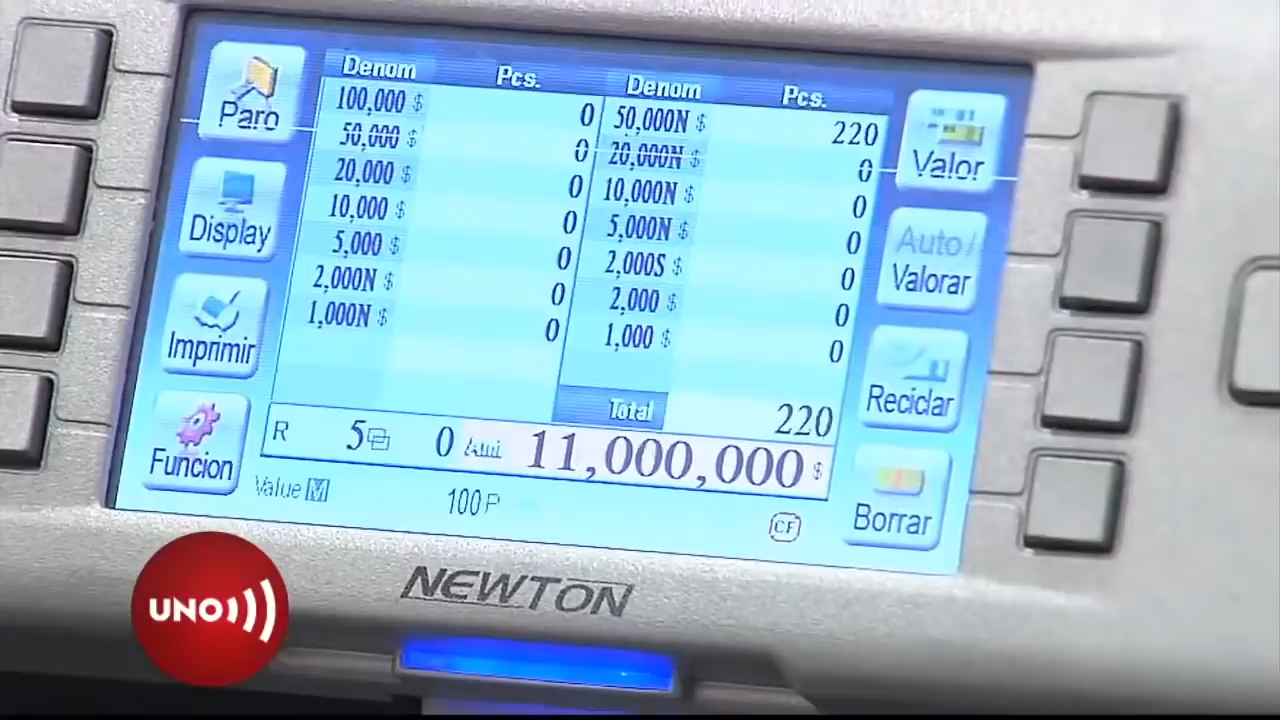 Denom Pcs. Denom Pcs.
100,000 $ 0 50,000N $ 220
50,000 $ 0 20,000N $ 0
20,000 $ 0 10,000N $ 0
10,000 $ 0 5,000N $ 0
5,000 $ 0 2,000S $ 0
2,000N $ 0 2,000 $ 0
1,000N $ 0 1,000 $ 0
Total 220
R 5 0 11,000,000 $
Value M 100 P CF
Paro
Display
Imprimir
Funcion
Valor
Auto/
Valorar
Reciclar
Borrar
NEWTON
UNO